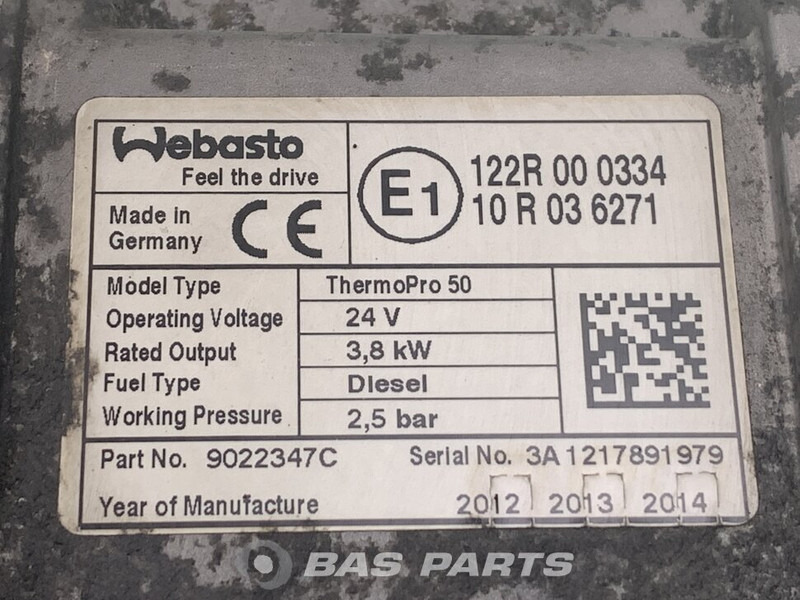 Webasto
Feel the drive
Made in
Germany
CE
E1
122R 00 0334
10 R 03 6271
Model Type ThermoPro 50
Operating Voltage 24 V
Rated Output 3,8 kW
Fuel Type Diesel
Working Pressure 2,5 bar
Part No. 9022347C Serial No. 3A1217891979
Year of Manufacture 2012 2013 2014
BAS PARTS